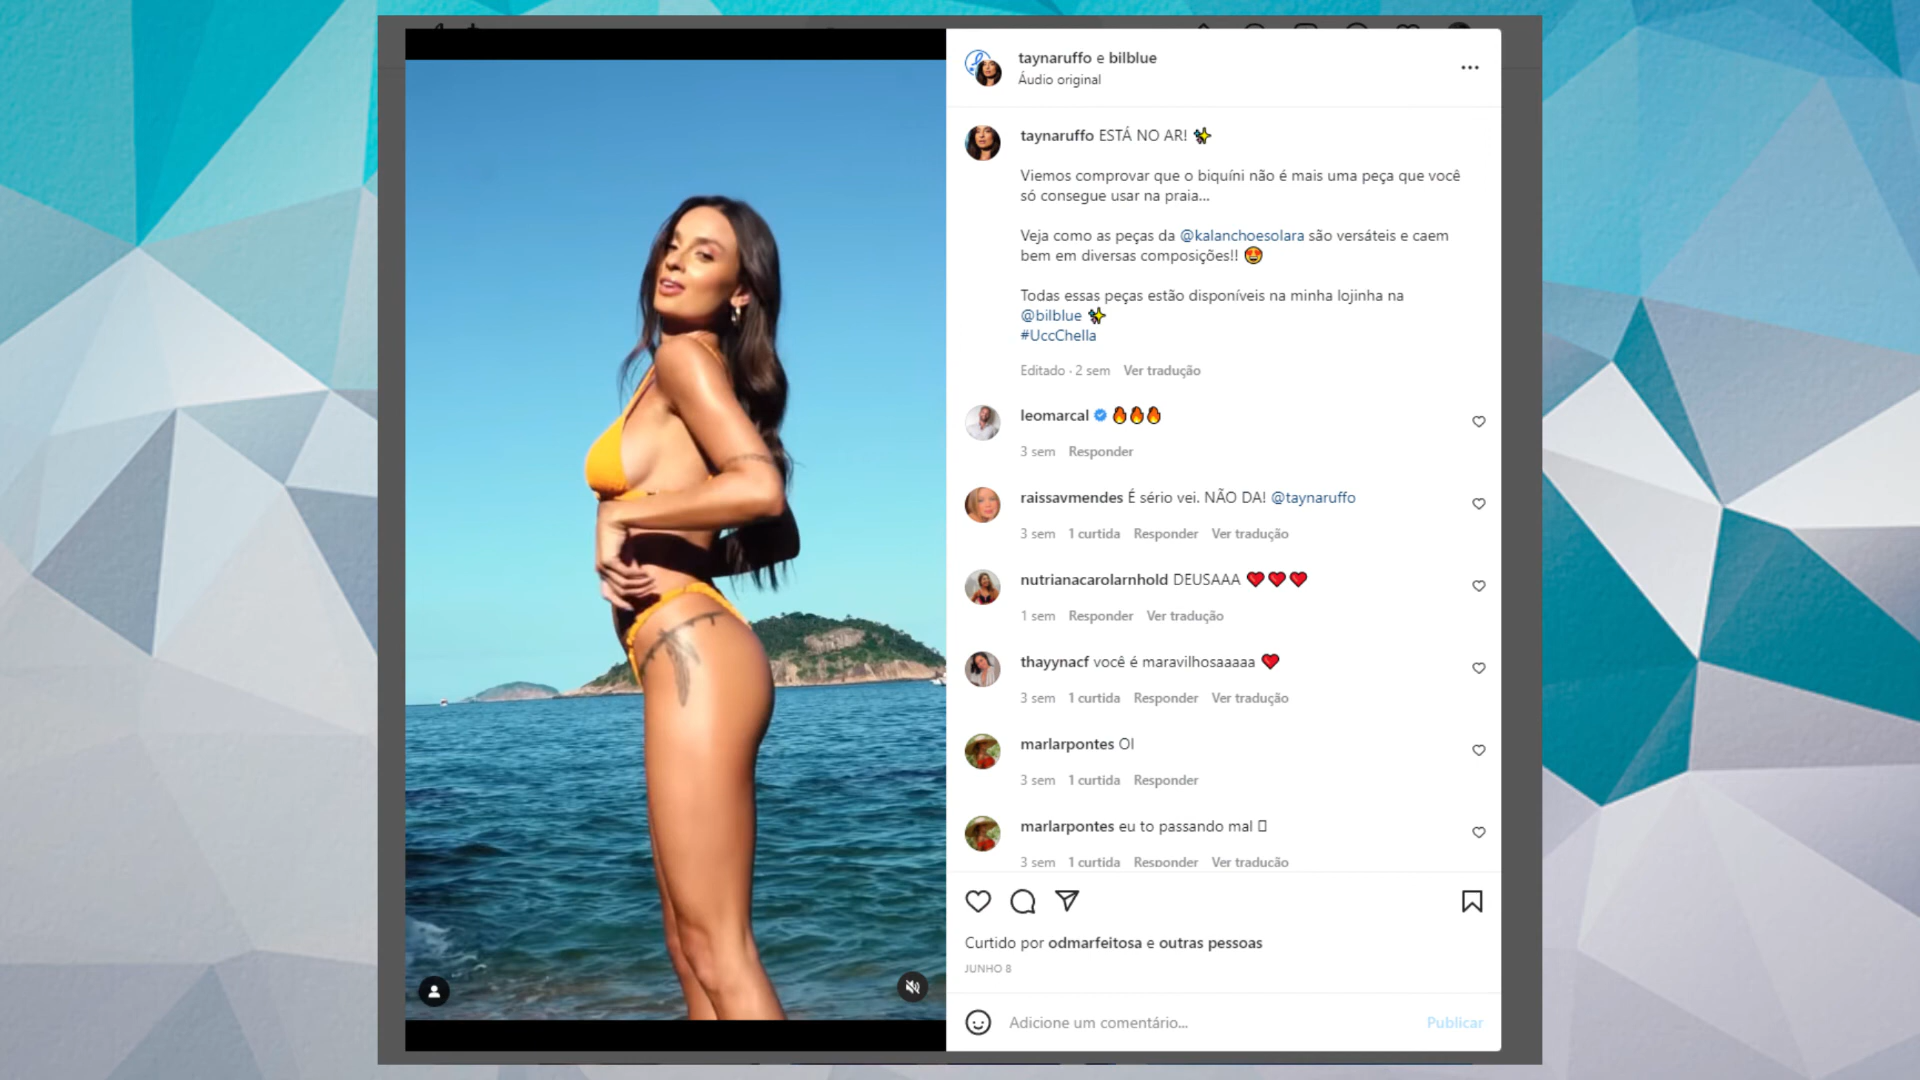 taynaruffo e bilblue
Áudio original
taynaruffo ESTÁ NO AR! ✨
Viemos comprovar que o biquíni não é mais uma peça que você
só consegue usar na praia...
Veja como as peças da @kalanchoesolara são versáteis e caem
bem em diversas composições!! 😍
Todas essas peças estão disponíveis na minha lojinha na
@bilblue ✨
#UccChella
Editado · 2 sem Ver tradução
leomarcal 🔥🔥🔥
3 sem Responder
raissavmendes É sério vei. NÃO DA! @taynaruffo
3 sem 1 curtida Responder Ver tradução
nutrianacarolarnhold DEUSAAA ❤️❤️❤️
1 sem Responder Ver tradução
thayynacf você é maravilhosaaaaa ❤️
3 sem 1 curtida Responder Ver tradução
marlarpontes OI
3 sem 1 curtida Responder
marlarpontes eu to passando mal
3 sem 1 curtida Responder Ver tradução
Curtido por odmarfeitosa e outras pessoas
JUNHO 8
Adicione um comentário... Publicar